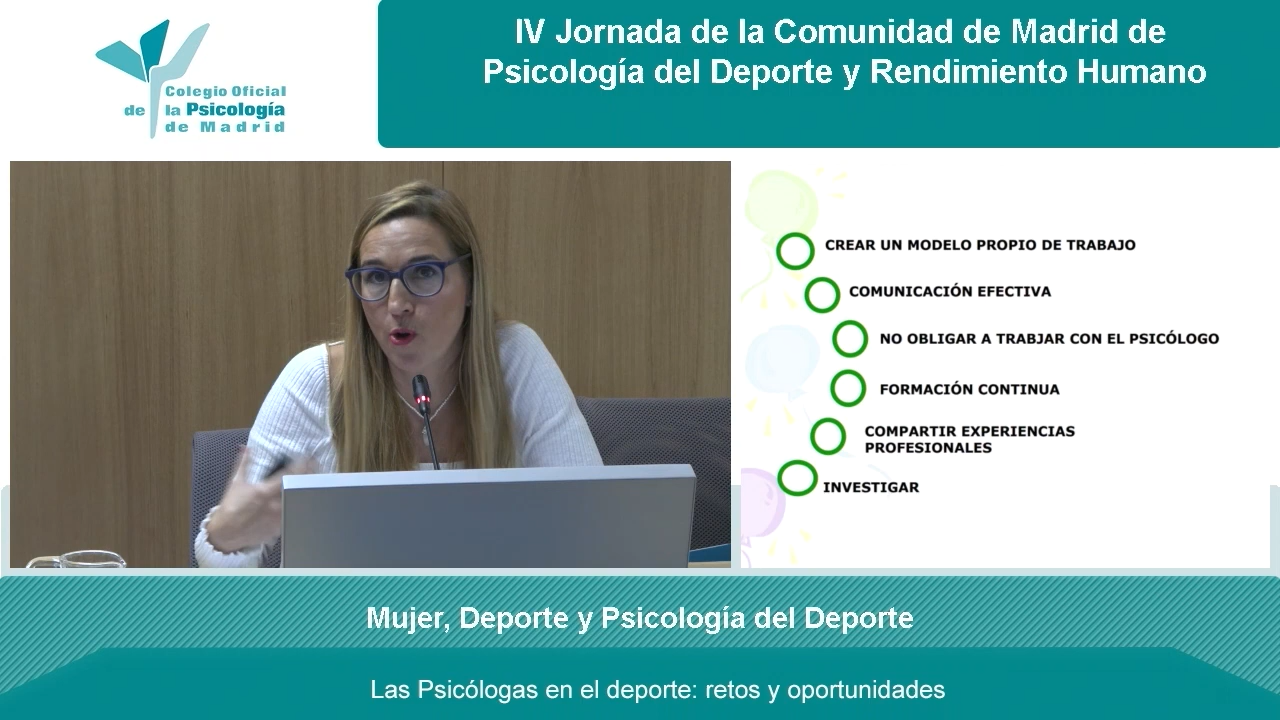 Colegio Oficial
de la Psicología
de Madrid
IV Jornada de la Comunidad de Madrid de
Psicología del Deporte y Rendimiento Humano
CREAR UN MODELO PROPIO DE TRABAJO
COMUNICACIÓN EFECTIVA
NO OBLIGAR A TRABJAR CON EL PSICÓLOGO
FORMACIÓN CONTINUA
COMPARTIR EXPERIENCIAS
PROFESIONALES
INVESTIGAR
Mujer, Deporte y Psicología del Deporte
Las Psicólogas en el deporte: retos y oportunidades